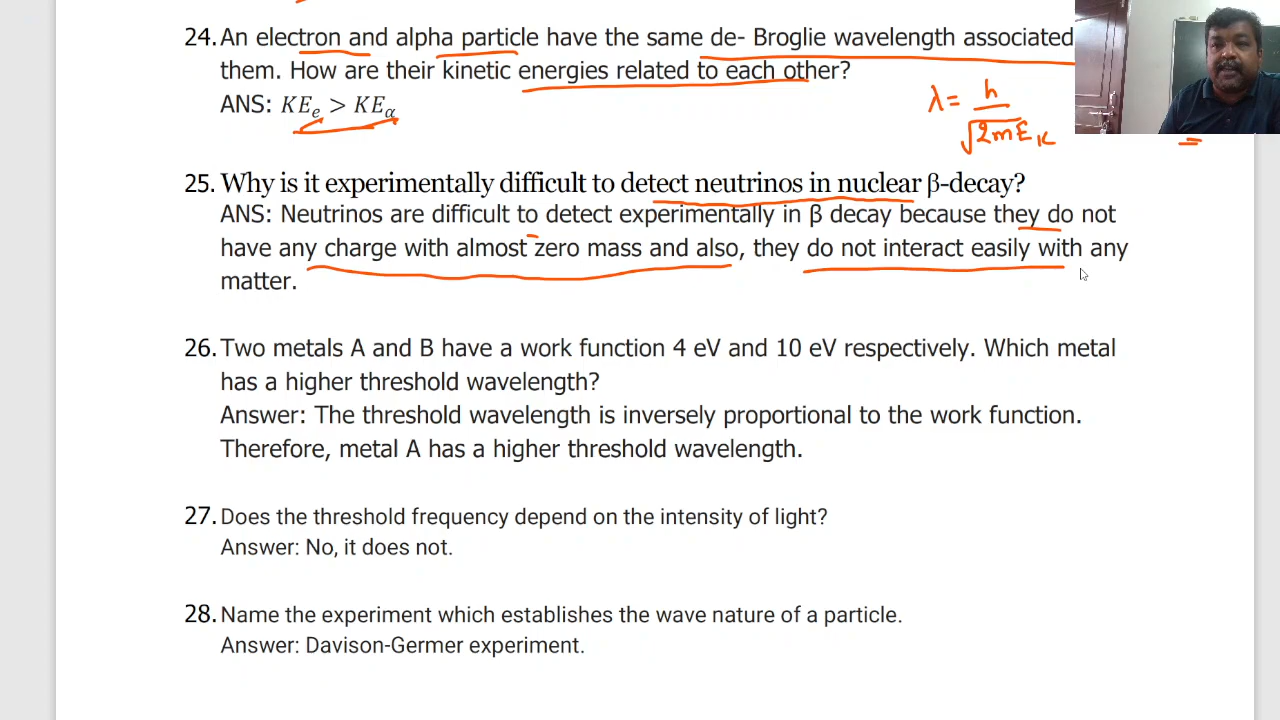 24. An electron and alpha particle have the same de- Broglie wavelength associated
them. How are their kinetic energies related to each other?
ANS: KEₑ > KE_α
λ = h / √2mE_K
25. Why is it experimentally difficult to detect neutrinos in nuclear β-decay?
ANS: Neutrinos are difficult to detect experimentally in β decay because they do not
have any charge with almost zero mass and also, they do not interact easily with any
matter.
26. Two metals A and B have a work function 4 eV and 10 eV respectively. Which metal
has a higher threshold wavelength?
Answer: The threshold wavelength is inversely proportional to the work function.
Therefore, metal A has a higher threshold wavelength.
27. Does the threshold frequency depend on the intensity of light?
Answer: No, it does not.
28. Name the experiment which establishes the wave nature of a particle.
Answer: Davison-Germer experiment.